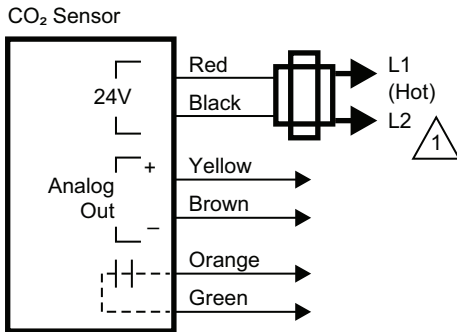 CO₂ Sensor
Red
L1
(Hot)
24V
Black
L2
1
+
Yellow
Analog
Out
Brown
–
Orange
Green